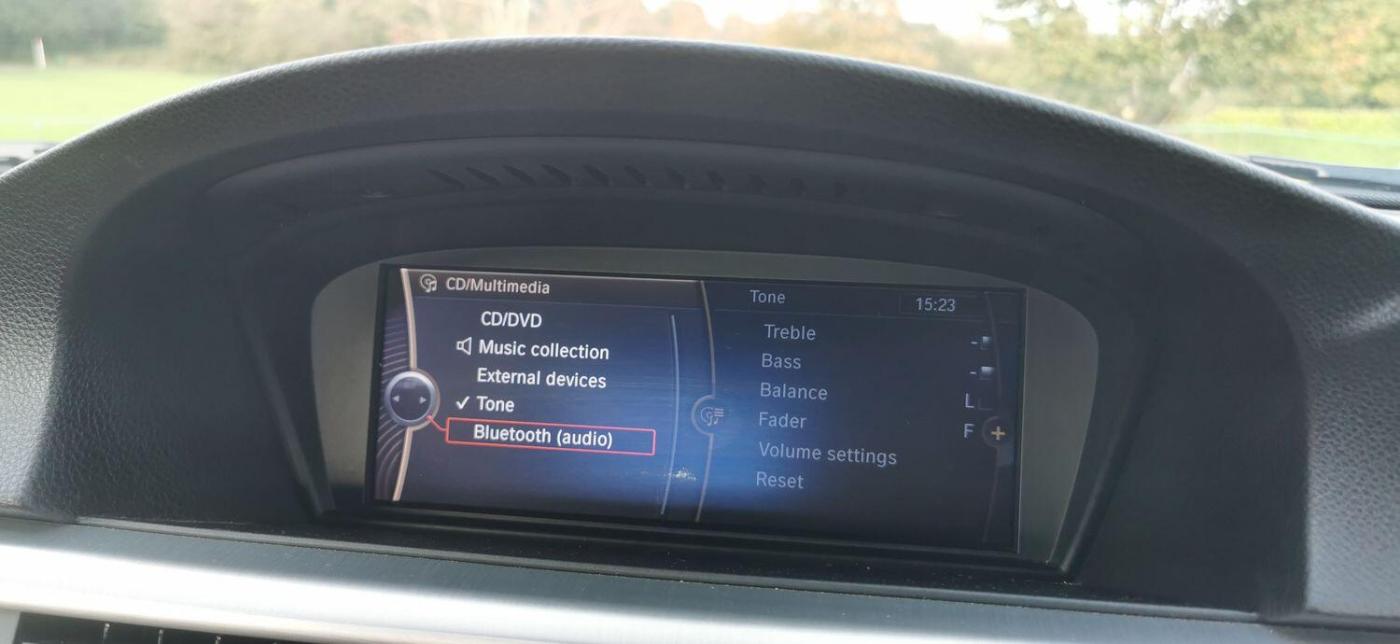 CD/Multimedia
CD/DVD
Music collection
External devices
✓ Tone
Bluetooth (audio)
Tone
15:23
Treble
-
Bass
-
Balance
L
Fader
F
+
Volume settings
Reset